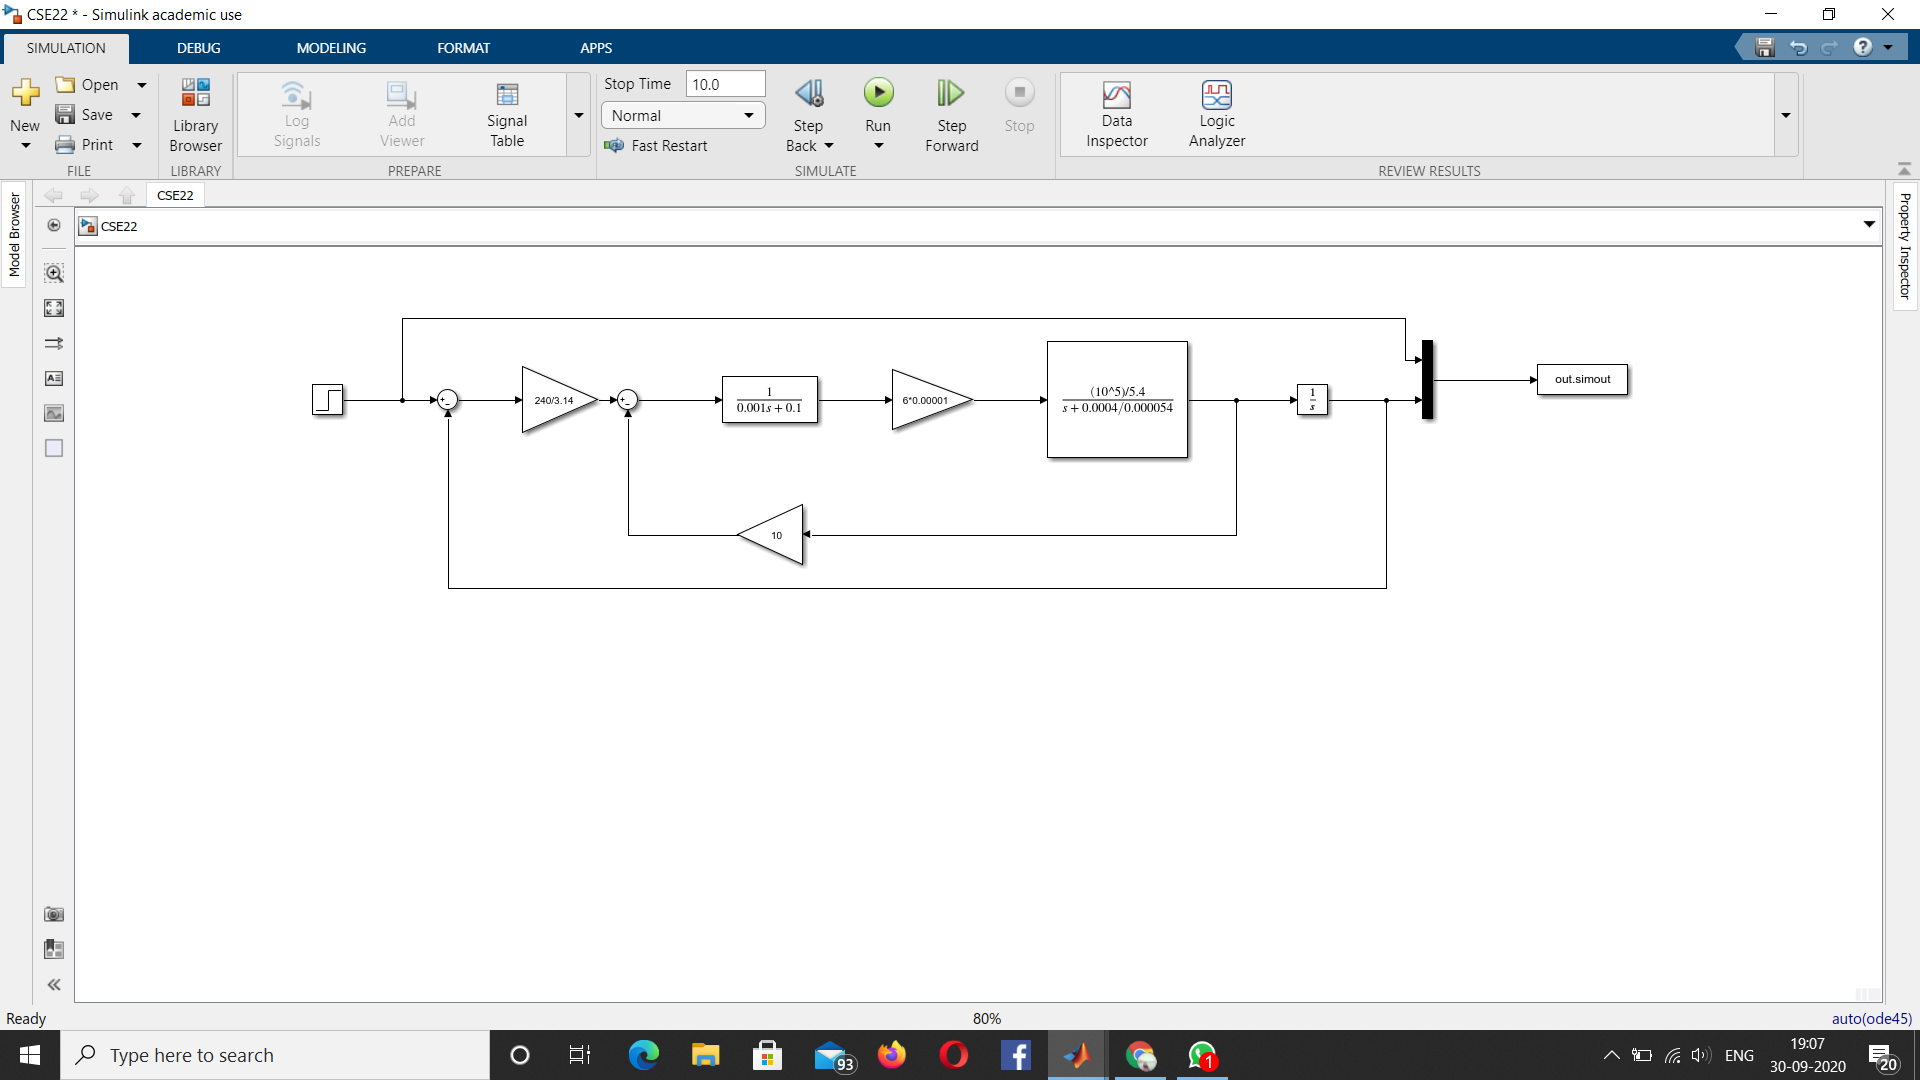 CSE22 * - Simulink academic use
SIMULATION DEBUG MODELING FORMAT APPS
New
Open
Save
Print
FILE
Library
Browser
LIBRARY
Log
Signals
Add
Viewer
Signal
Table
PREPARE
Stop Time 10.0
Normal
Fast Restart
Step
Back
Run
Step
Forward
Stop
SIMULATE
Data
Inspector
Logic
Analyzer
REVIEW RESULTS
Model Browser
CSE22
CSE22
Property Inspector
+
-
240/3.14
+
-
1
0.001s + 0.1
6*0.00001
(10^5)/5.4
s + 0.0004/0.000054
1
s
out.simout
10
Ready
80%
auto(ode45)
Type here to search
93
1
ENG
19:07
30-09-2020
20